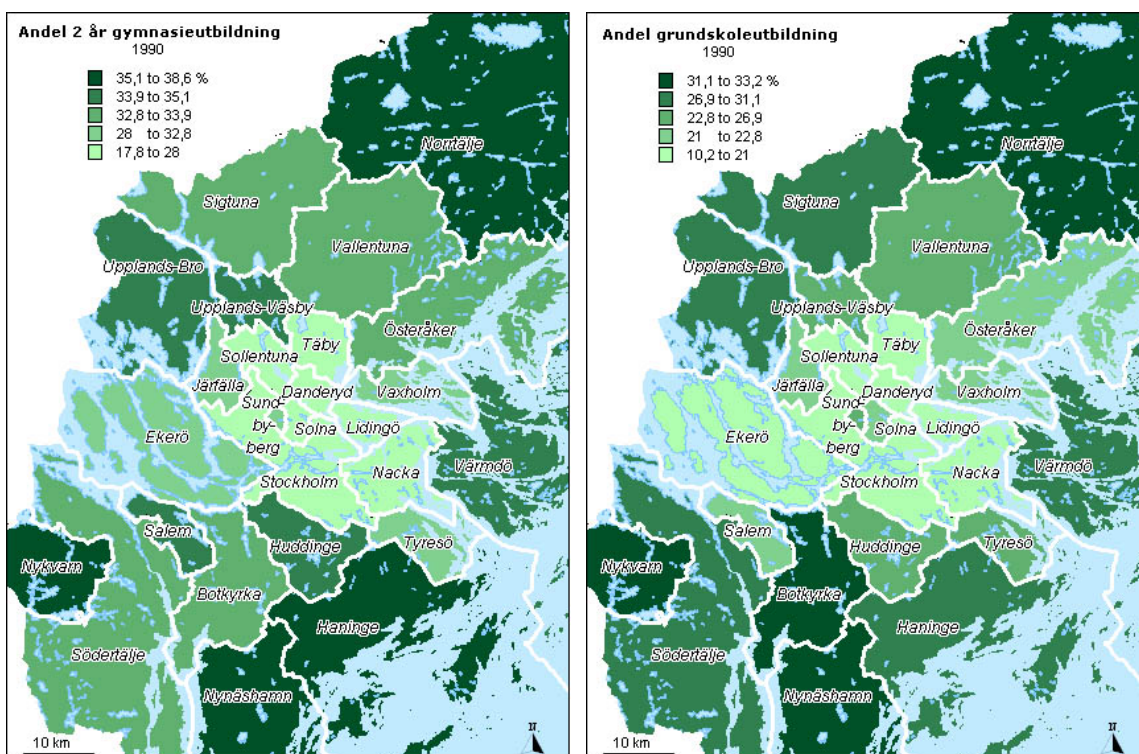 Andel 2 år gymnasieutbildning
1990
35,1 to 38,6 %
33,9 to 35,1
32,8 to 33,9
28 to 32,8
17,8 to 28
Norrtälje
Sigtuna
Vallentuna
Upplands-Bro
Upplands-Väsby
Österåker
Täby
Sollentuna
Järfälla
Danderyd
Vaxholm
Sund-
by-
berg
Solna
Lidingö
Ekerö
Värmdö
Nacka
Stockholm
Salem
Huddinge
Tyresö
Nykvarn
Botkyrka
Haninge
Södertälje
Nynäshamn
10 km
N
Andel grundskoleutbildning
1990
31,1 to 33,2 %
26,9 to 31,1
22,8 to 26,9
21 to 22,8
10,2 to 21
Norrtälje
Sigtuna
Vallentuna
Upplands-Bro
Upplands-Väsby
Österåker
Täby
Sollentuna
Järfälla
Danderyd
Vaxholm
Sund-
by-
berg
Solna
Lidingö
Ekerö
Värmdö
Nacka
Stockholm
Salem
Huddinge
Tyresö
Nykvarn
Botkyrka
Haninge
Södertälje
Nynäshamn
10 km
N